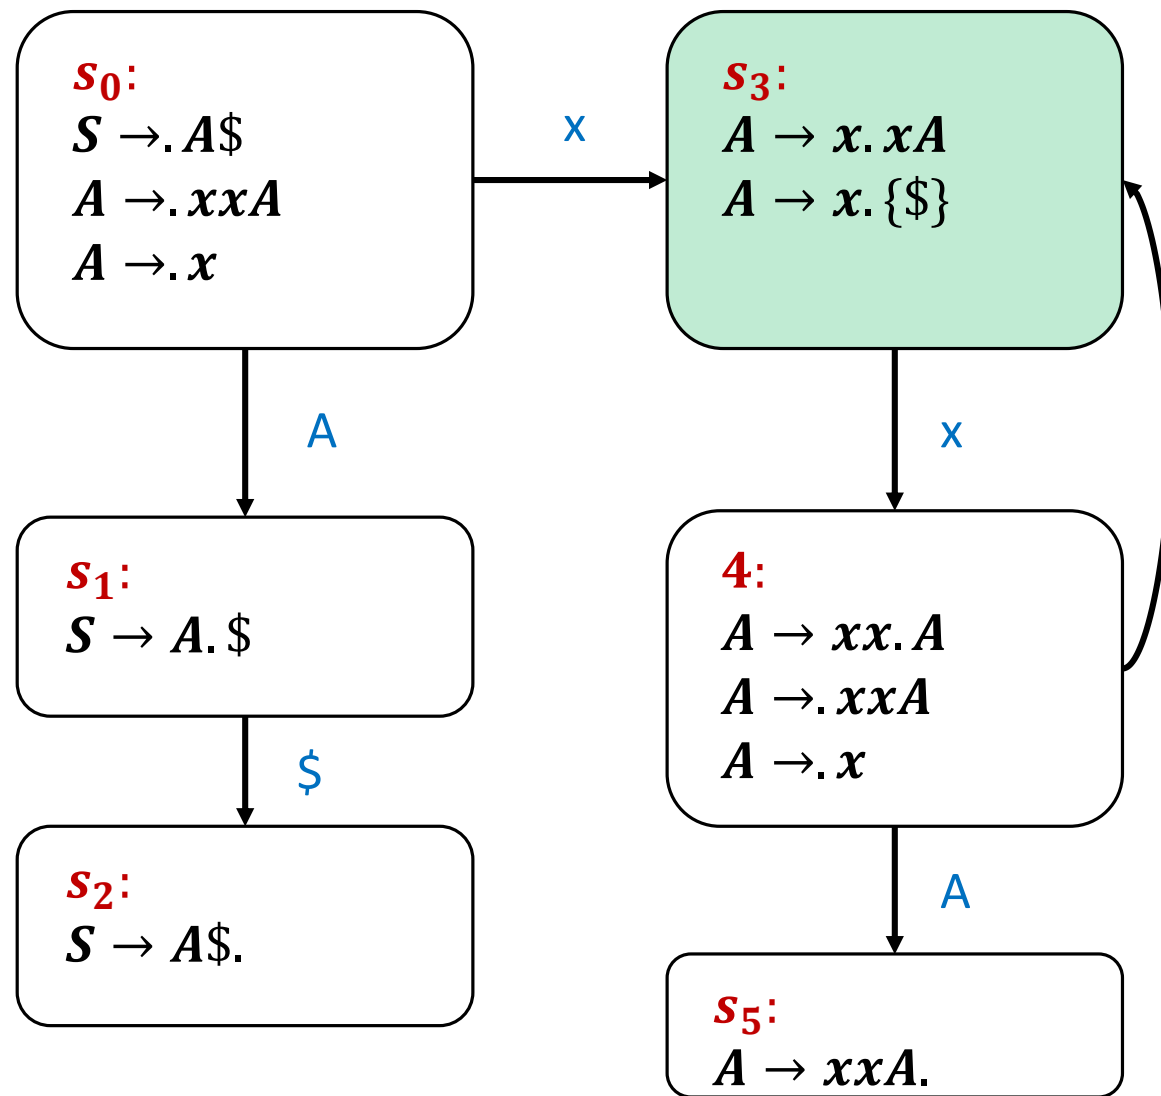 s₀:
S →. A$
A →. xxA
A →. x
x
s₃:
A → x. xA
A → x. {$}
A
x
s₁:
S → A. $
4:
A → xx. A
A →. xxA
A →. x
$
A
s₂:
S → A$.
s₅:
A → xxA.